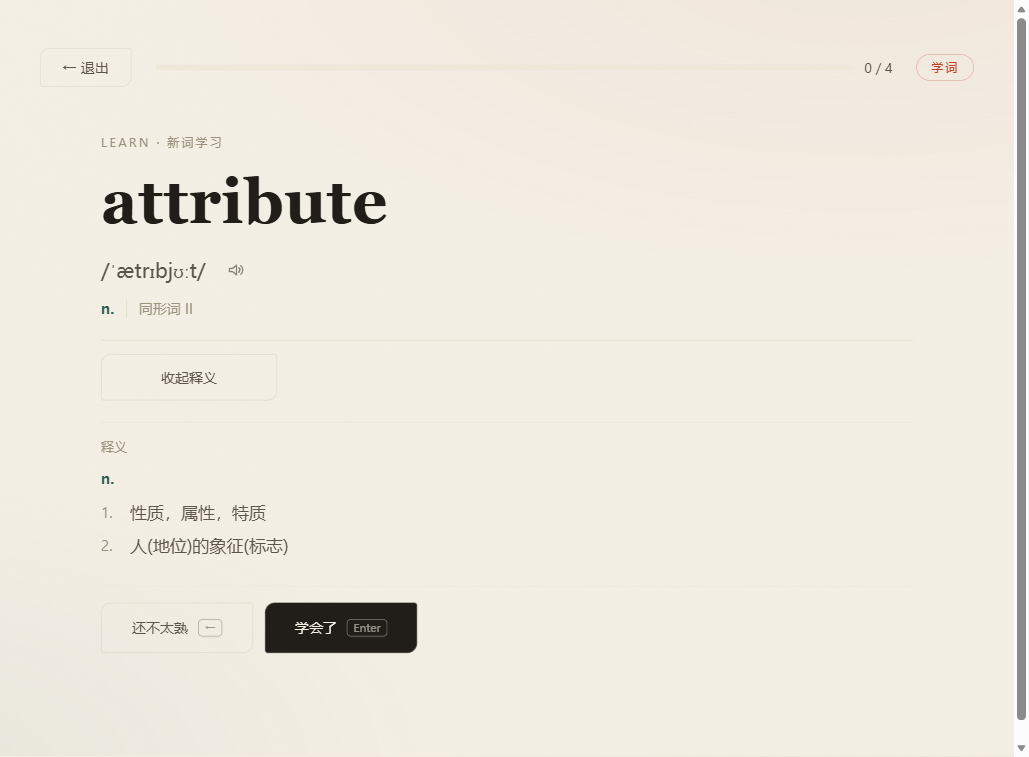 ← 退出
0 / 4
学词
LEARN · 新词学习
attribute
/ˈætrɪbjʊːt/
n.
同形词 II
收起释义
释义
n.
1. 性质，属性，特质
2. 人(地位)的象征(标志)
还不太熟 ←
学会了 Enter